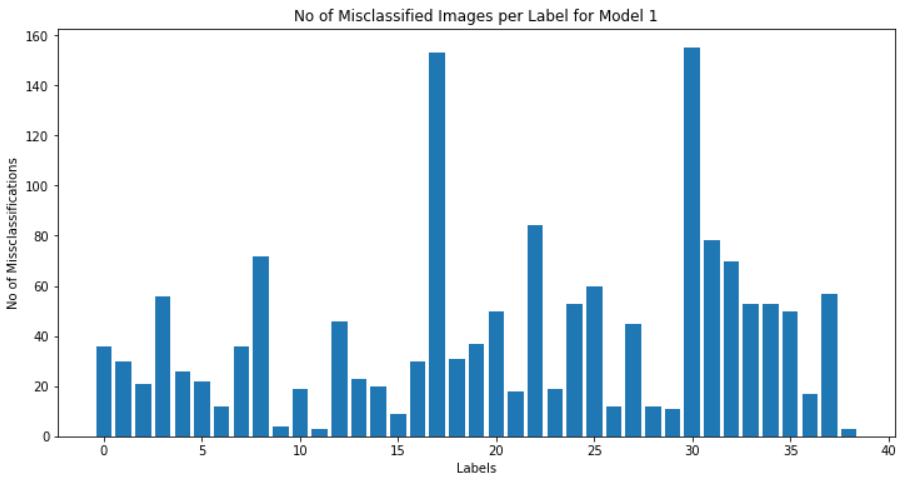 No of Misclassified Images per Label for Model 1
160
140
120
100
80
60
40
20
0
No of Missclassifications
0 5 10 15 20 25 30 35 40
Labels